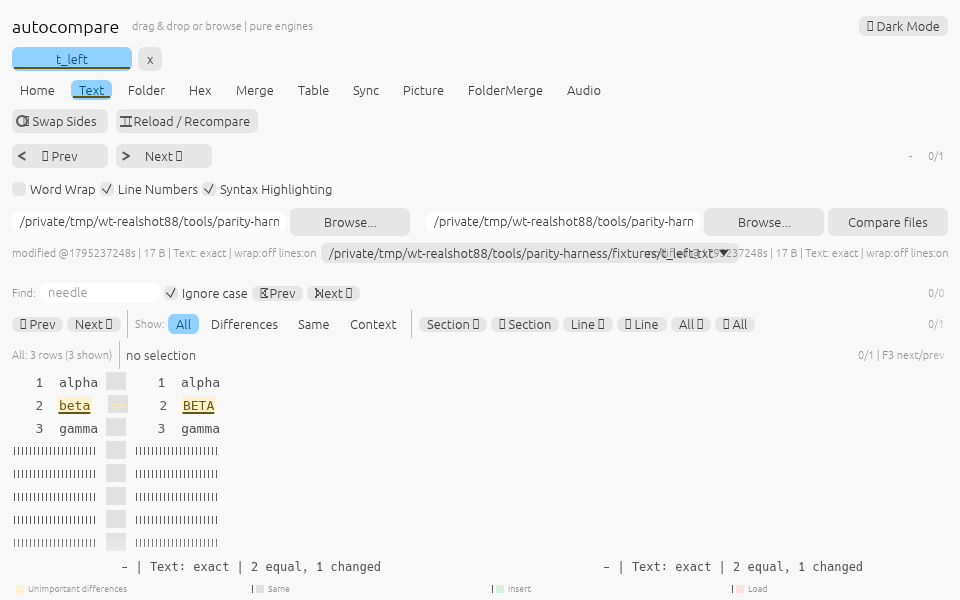 autocompare drag & drop or browse | pure engines Dark Mode
t_left x
Home Text Folder Hex Merge Table Sync Picture FolderMerge Audio
Swap Sides Reload / Recompare
< Prev > Next - 0/1
Word Wrap Line Numbers Syntax Highlighting
/private/tmp/wt-realshot88/tools/parity-harn Browse... /private/tmp/wt-realshot88/tools/parity-harn Browse... Compare files
modified @1795237248s | 17 B | Text: exact | wrap:off lines:on /private/tmp/wt-realshot88/tools/parity-harness/fixtures/t_left.txt 17 B | Text: exact | wrap:off lines:on
Find: needle Ignore case Prev Next 0/0
Prev Next Show: All Differences Same Context Section Section Line Line All All 0/1
All: 3 rows (3 shown) no selection 0/1 | F3 next/prev
1 alpha 1 alpha
2 beta 2 BETA
3 gamma 3 gamma
– | Text: exact | 2 equal, 1 changed – | Text: exact | 2 equal, 1 changed
Unimportant differences Same Insert Load